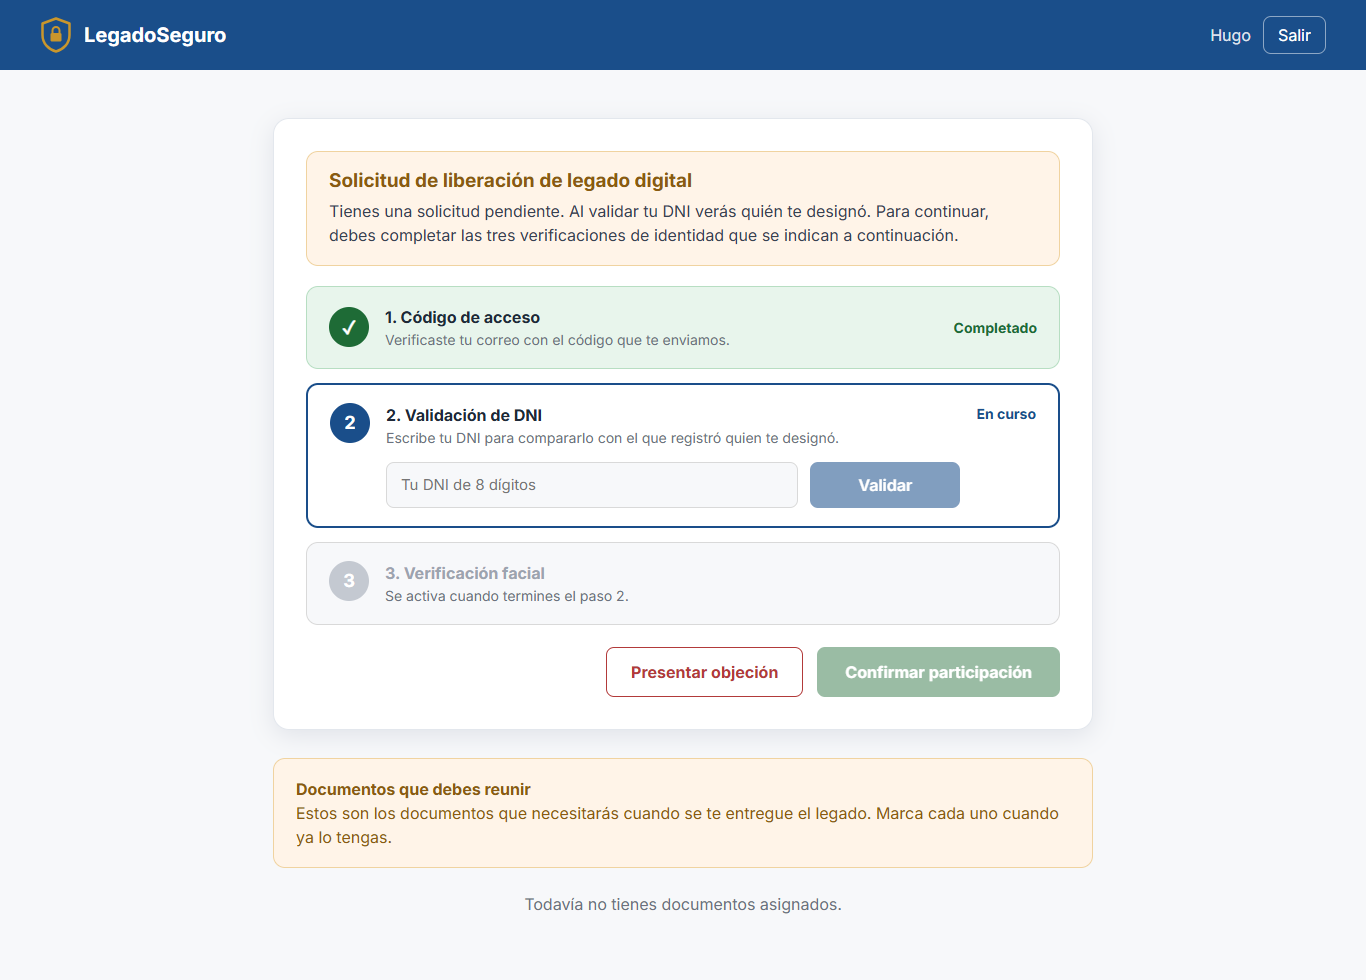 LegadoSeguro
Hugo
Salir
Solicitud de liberación de legado digital
Tienes una solicitud pendiente. Al validar tu DNI verás quién te designó. Para continuar,
debes completar las tres verificaciones de identidad que se indican a continuación.
1. Código de acceso
Verificaste tu correo con el código que te enviamos.
Completado
2
2. Validación de DNI
Escribe tu DNI para compararlo con el que registró quien te designó.
En curso
Tu DNI de 8 dígitos
Validar
3
3. Verificación facial
Se activa cuando termines el paso 2.
Presentar objeción
Confirmar participación
Documentos que debes reunir
Estos son los documentos que necesitarás cuando se te entregue el legado. Marca cada uno cuando
ya lo tengas.
Todavía no tienes documentos asignados.